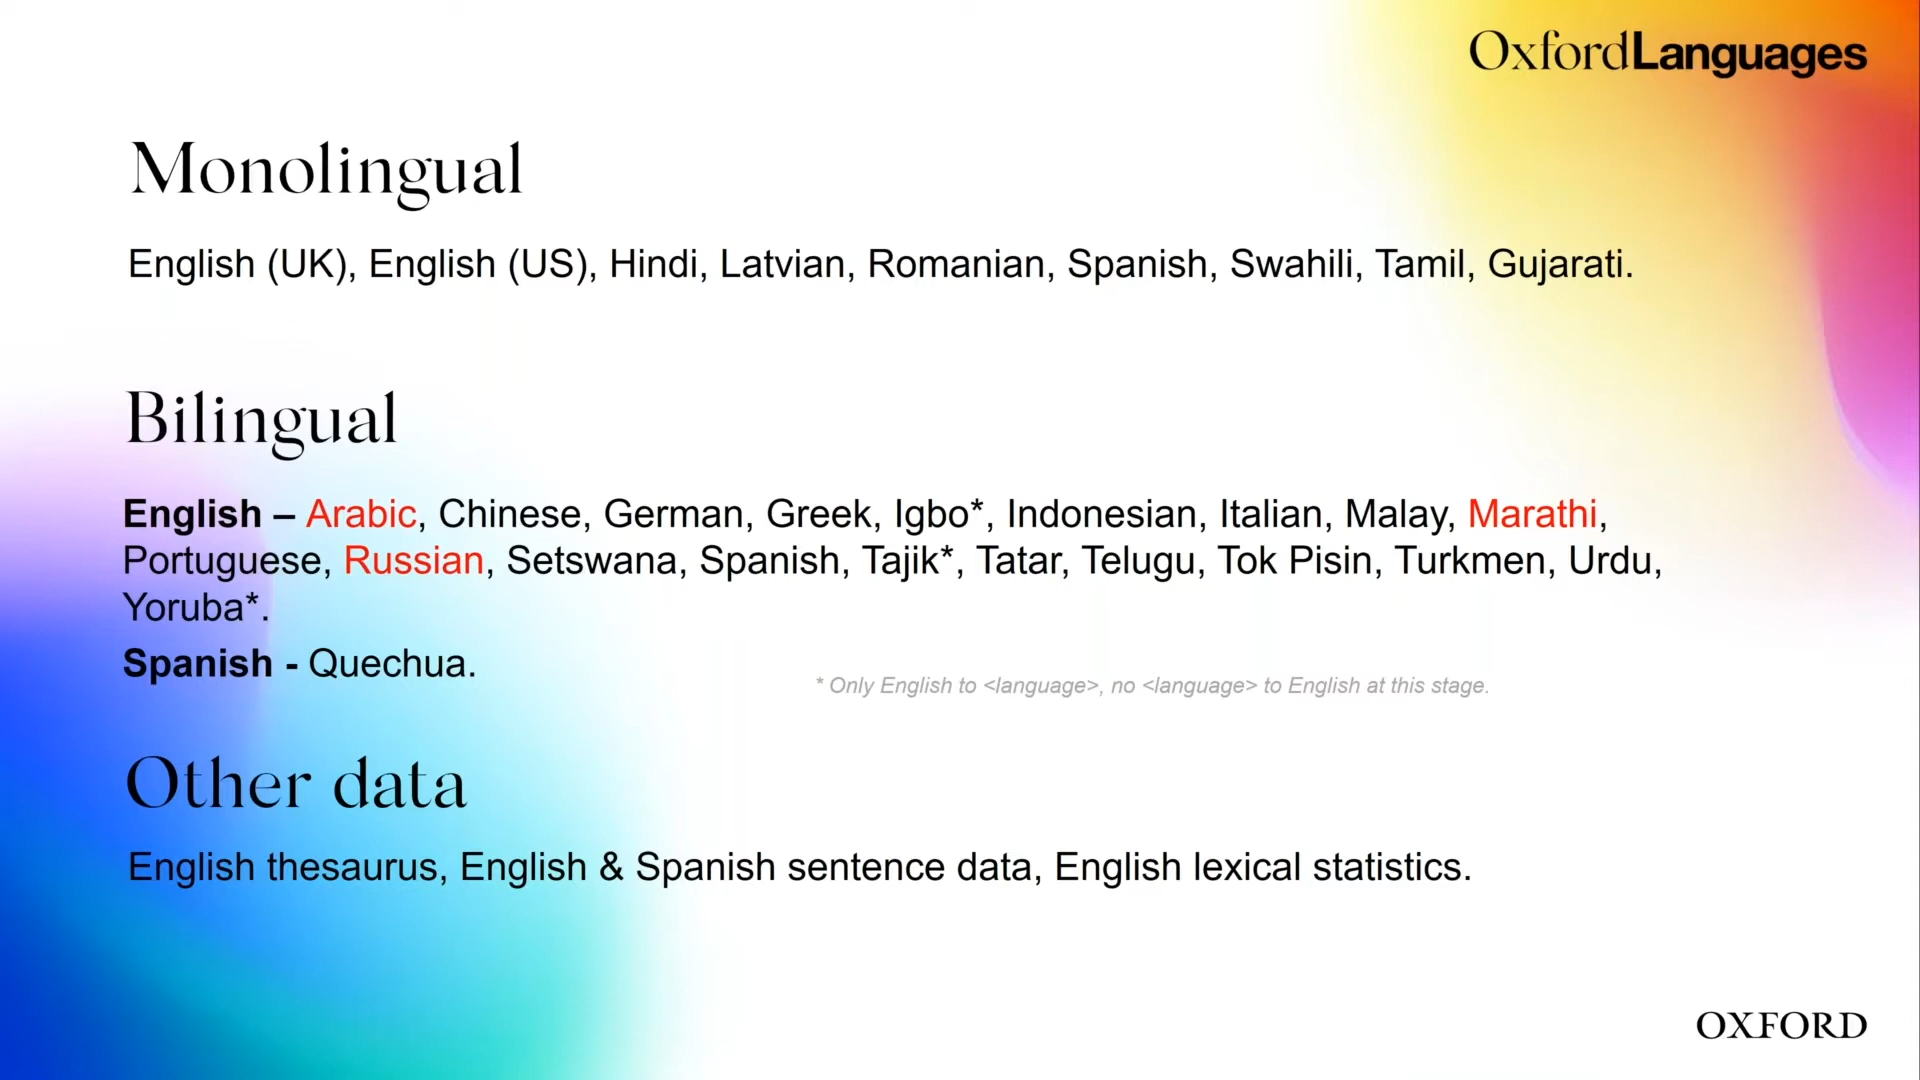 OxfordLanguages
Monolingual
English (UK), English (US), Hindi, Latvian, Romanian, Spanish, Swahili, Tamil, Gujarati.
Bilingual
English – Arabic, Chinese, German, Greek, Igbo*, Indonesian, Italian, Malay, Marathi,
Portuguese, Russian, Setswana, Spanish, Tajik*, Tatar, Telugu, Tok Pisin, Turkmen, Urdu,
Yoruba*.
Spanish - Quechua.
* Only English to <language>, no <language> to English at this stage.
Other data
English thesaurus, English & Spanish sentence data, English lexical statistics.
OXFORD